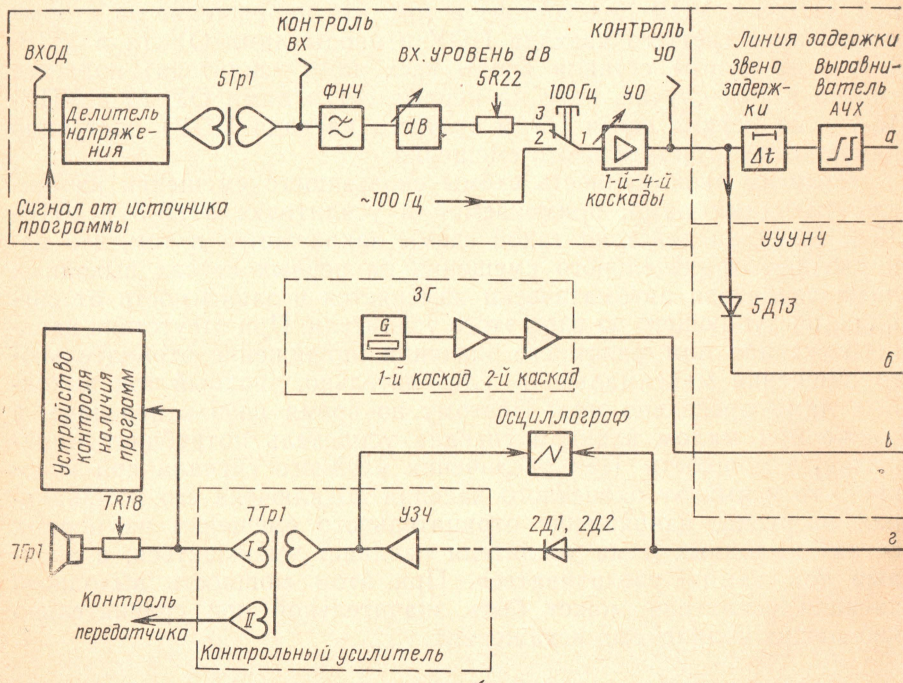 ВХОД
КОНТРОЛЬ
ВХ
КОНТРОЛЬ
УО
Линия задержки
5Тр1
ФНЧ
ВХ. УРОВЕНЬ dB
5R22
100 Гц
УО
Звено
задерж-
ки
Выравни-
ватель
АЧХ
Делитель
напряже-
ния
dB
3
2
1
Δt
а
~100 Гц
1-й-4-й
каскады
Сигнал от источника
программы
УУУНЧ
ЗГ
5Д13
G
1-й каскад
2-й каскад
б
Устройство
контроля
наличия
программ
Осциллограф
в
7R18
7Тр1
УЗЧ
2Д1, 2Д2
7Гр1
I
г
Контроль
передатчика
II
Контрольный усилитель